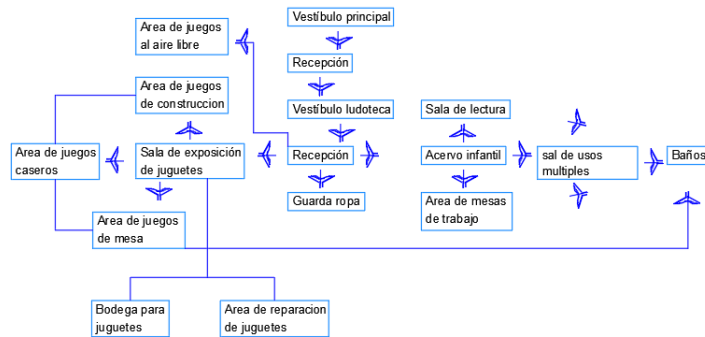 Vestíbulo principal
Area de juegos
al aire libre
Recepción
Area de juegos
de construccion
Vestíbulo ludoteca
Sala de lectura
Area de juegos
caseros
Sala de exposición
de juguetes
Recepción
Acervo infantil
sal de usos
multiples
Baños
Guarda ropa
Area de mesas
de trabajo
Area de juegos
de mesa
Bodega para
juguetes
Area de reparacion
de juguetes